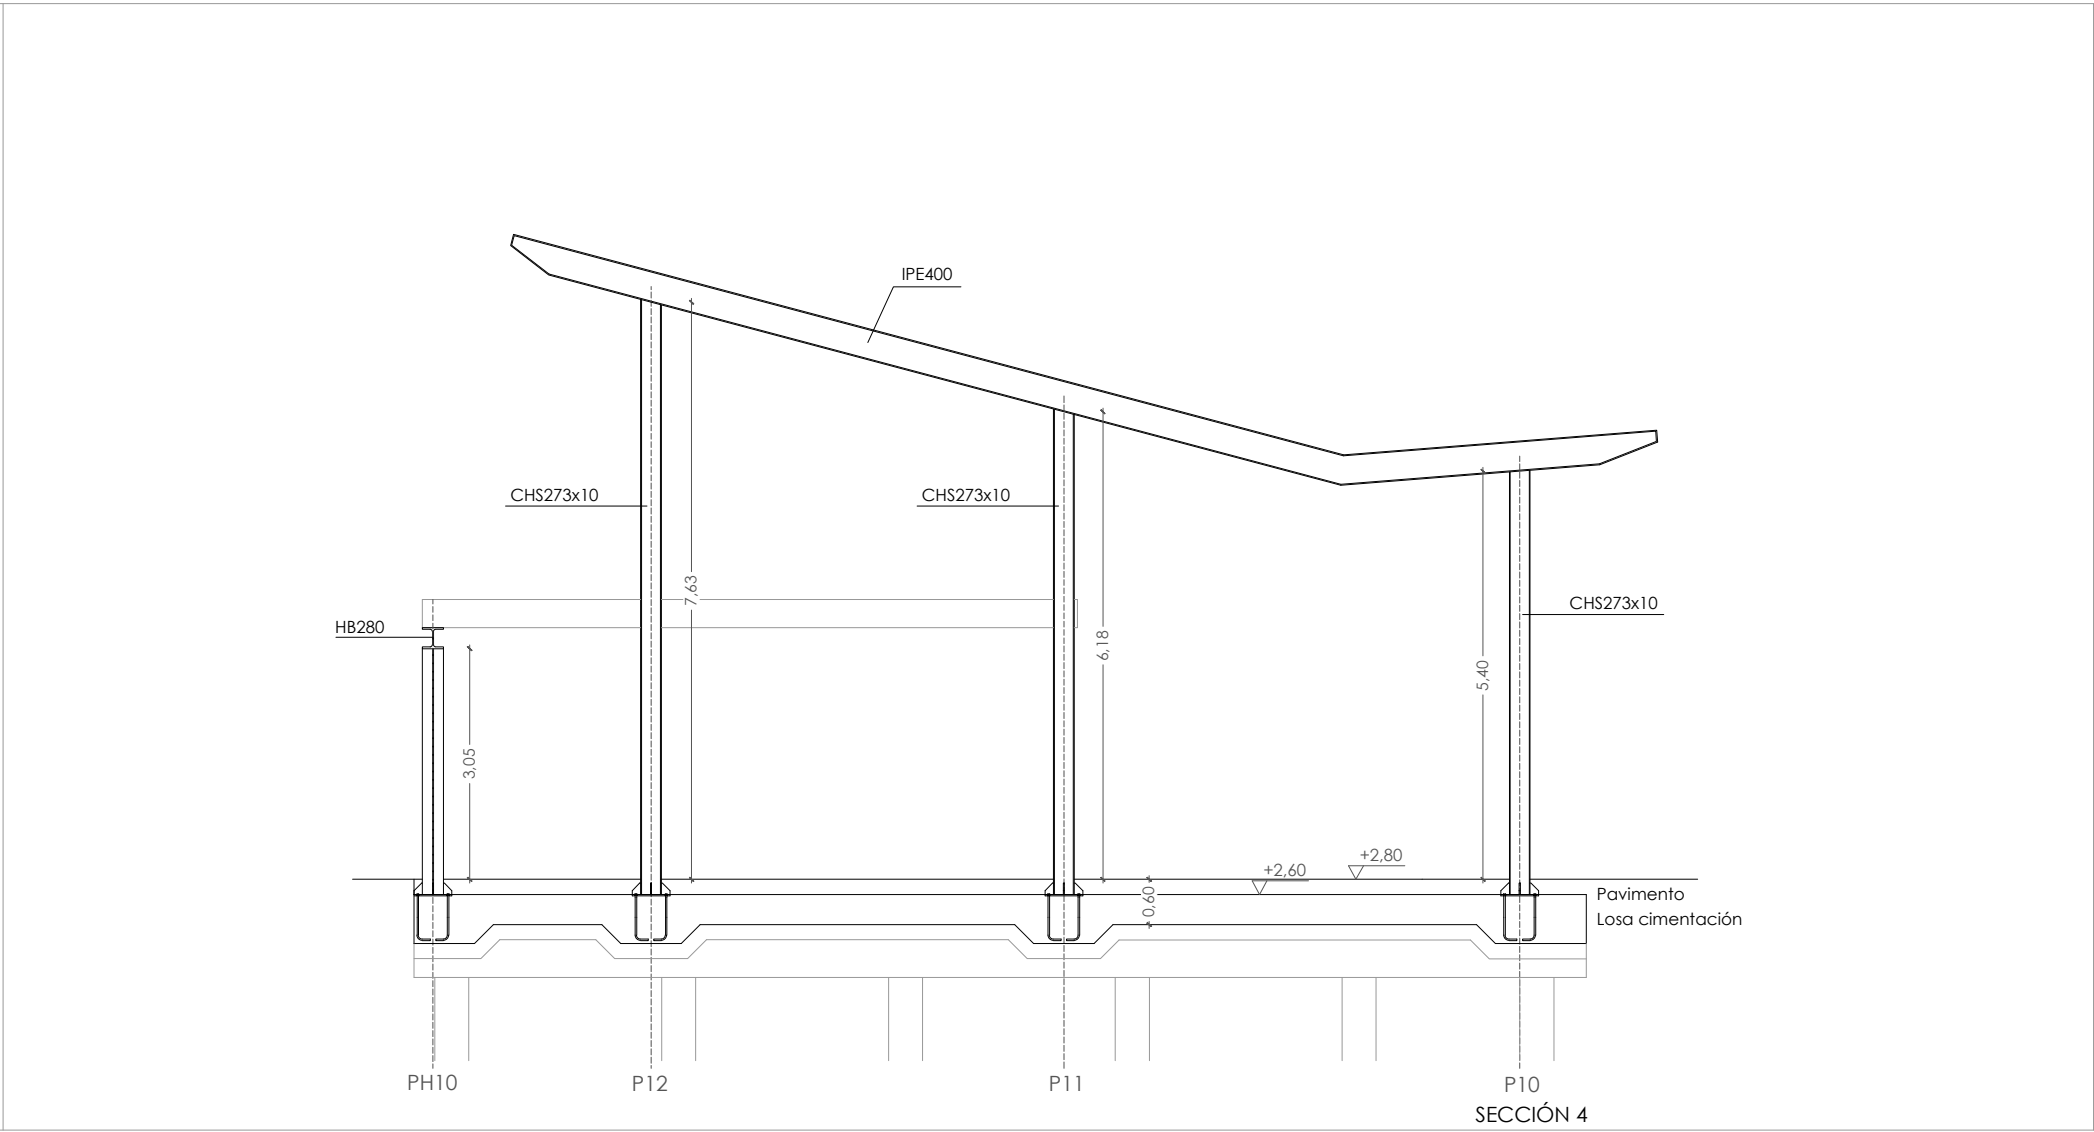 IPE400
CHS273x10
CHS273x10
7,63
CHS273x10
HB280
6,18
5,40
3,05
+2,80
+2,60
0,60
Pavimento
Losa cimentación
PH10
P12
P11
P10
SECCIÓN 4